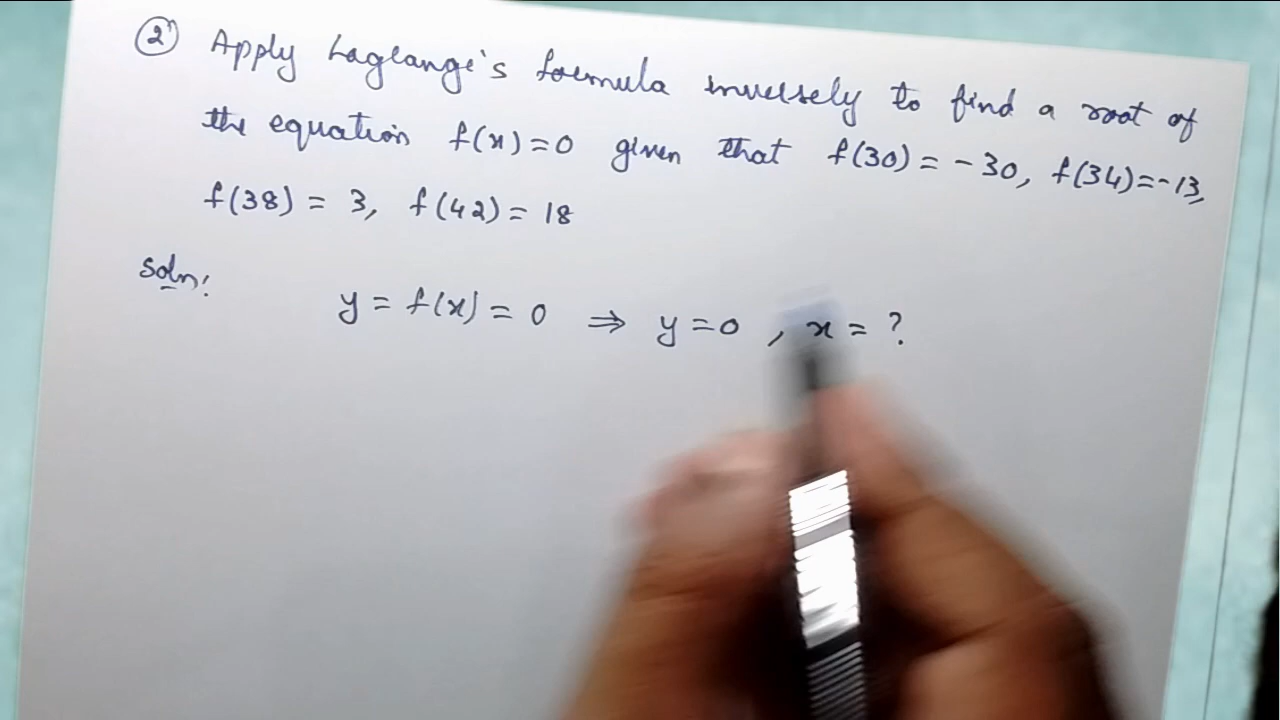 ② Apply Lagrange's formula inversely to find a root of
the equation f(x)=0 given that f(30) = -30, f(34)=-13,
f(38) = 3, f(42) = 18
Soln:
y = f(x) = 0 ⇒ y = 0 , x = ?